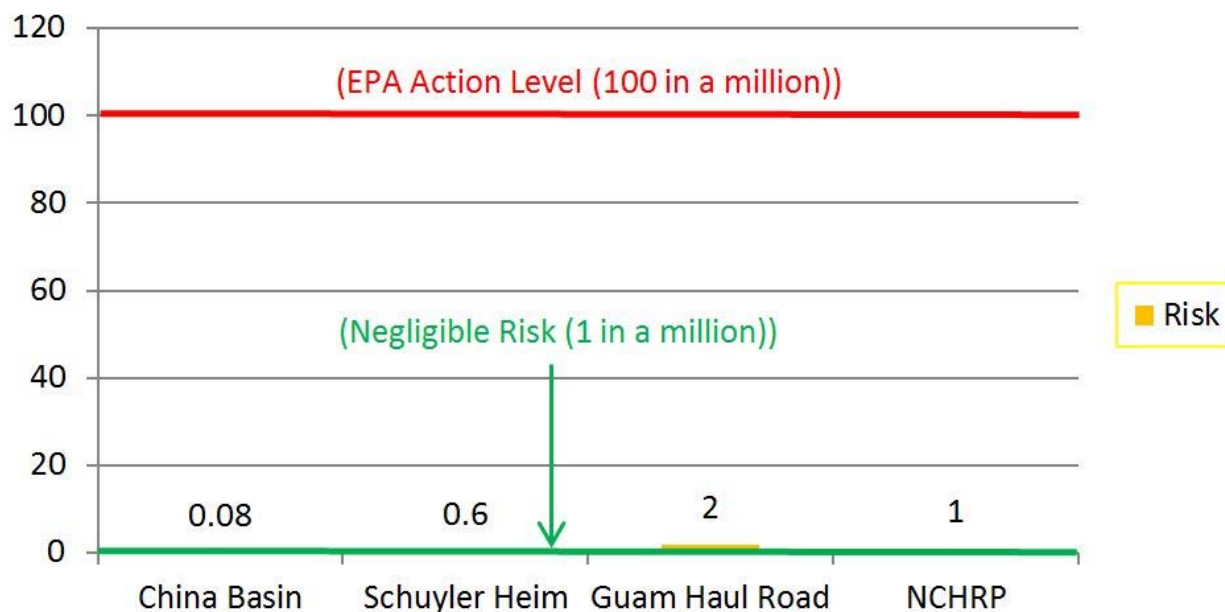 120
(EPA Action Level (100 in a million))
100
80
60
Risk
(Negligible Risk (1 in a million))
40
20
0.08 0.6 2 1
0
China Basin Schuyler Heim Guam Haul Road NCHRP